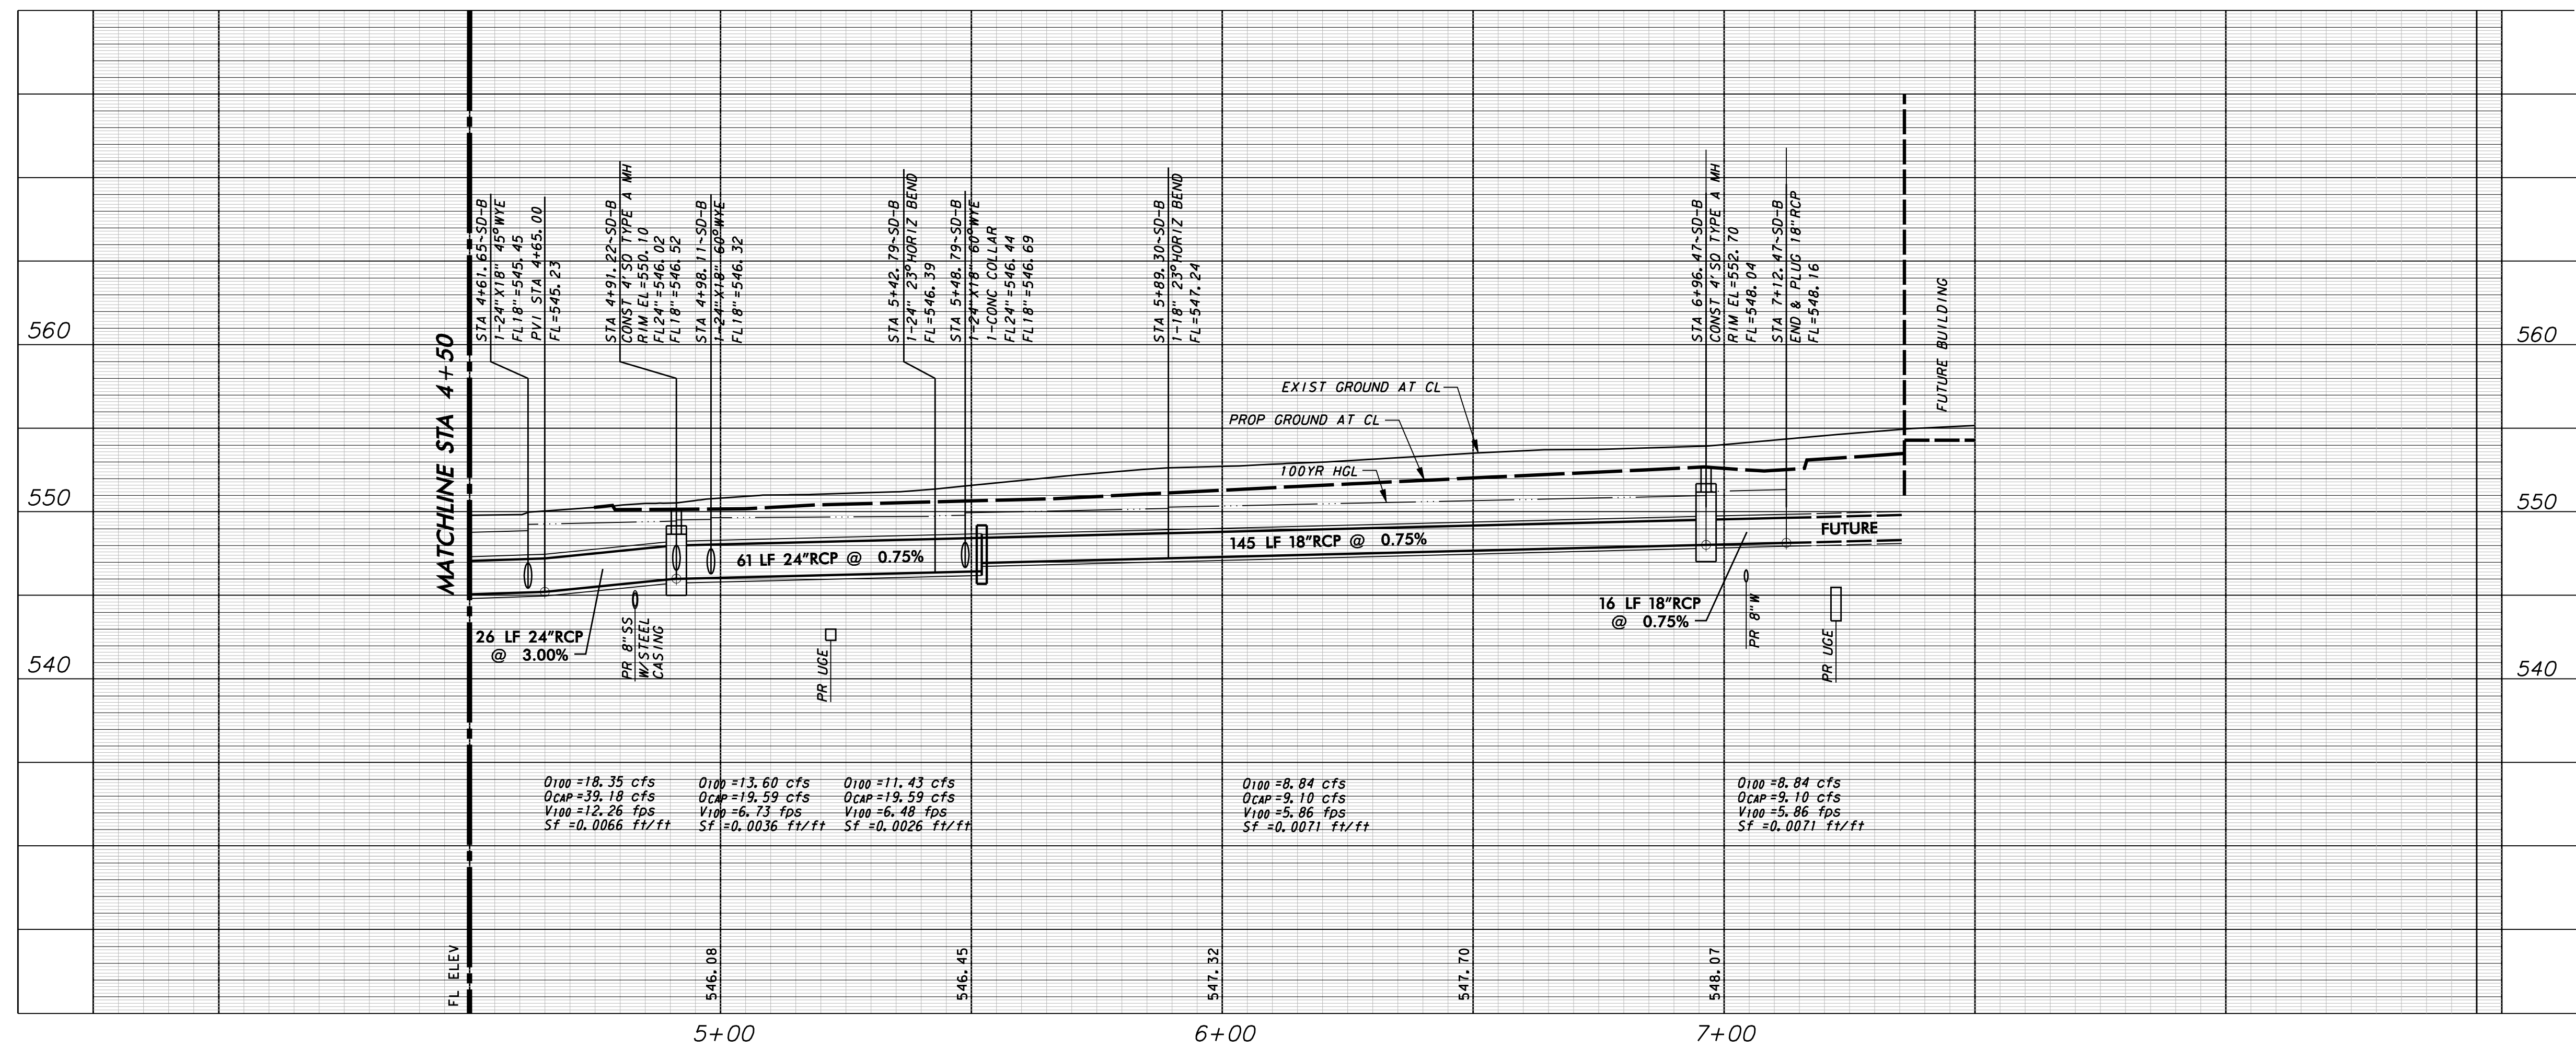 STA 4+61.65~SD-B
1-24"X18" 45°WYE
FL18"=545.45
PVI STA 4+65.00
FL=545.23
STA 4+91.22~SD-B
CONST 4' SQ TYPE A MH
RIM EL=550.10
FL24"=546.02
FL18"=546.52
STA 4+98.11~SD-B
1-24"X18" 60°WYE
FL18"=546.32
STA 5+42.79~SD-B
1-24" 23°HORIZ BEND
FL=546.39
STA 5+48.79~SD-B
1-24"X18" 60°WYE
1-CONC COLLAR
FL24"=546.44
FL18"=546.69
STA 5+89.30~SD-B
1-18" 23°HORIZ BEND
FL=547.24
STA 6+96.47~SD-B
CONST 4' SQ TYPE A MH
RIM EL=552.70
FL=548.04
STA 7+12.47~SD-B
END & PLUG 18"RCP
FL=548.16
FUTURE BUILDING
560
560
MATCHLINE STA 4+50
EXIST GROUND AT CL
PROP GROUND AT CL
100YR HGL
550
550
FUTURE
61 LF 24"RCP @ 0.75%
145 LF 18"RCP @ 0.75%
26 LF 24"RCP
@ 3.00%
PR 8"SS
W/STEEL
CASING
PR UGE
16 LF 18"RCP
@ 0.75%
PR 8"W
PR UGE
540
540
Q100 =18.35 cfs
QCAP =39.18 cfs
V100 =12.26 fps
Sf =0.0066 ft/ft
Q100 =13.60 cfs
QCAP =19.59 cfs
V100 =6.73 fps
Sf =0.0036 ft/ft
Q100 =11.43 cfs
QCAP =19.59 cfs
V100 =6.48 fps
Sf =0.0026 ft/ft
Q100 =8.84 cfs
QCAP =9.10 cfs
V100 =5.86 fps
Sf =0.0071 ft/ft
Q100 =8.84 cfs
QCAP =9.10 cfs
V100 =5.86 fps
Sf =0.0071 ft/ft
FL ELEV
546.08
546.45
547.32
547.70
548.07
5+00
6+00
7+00